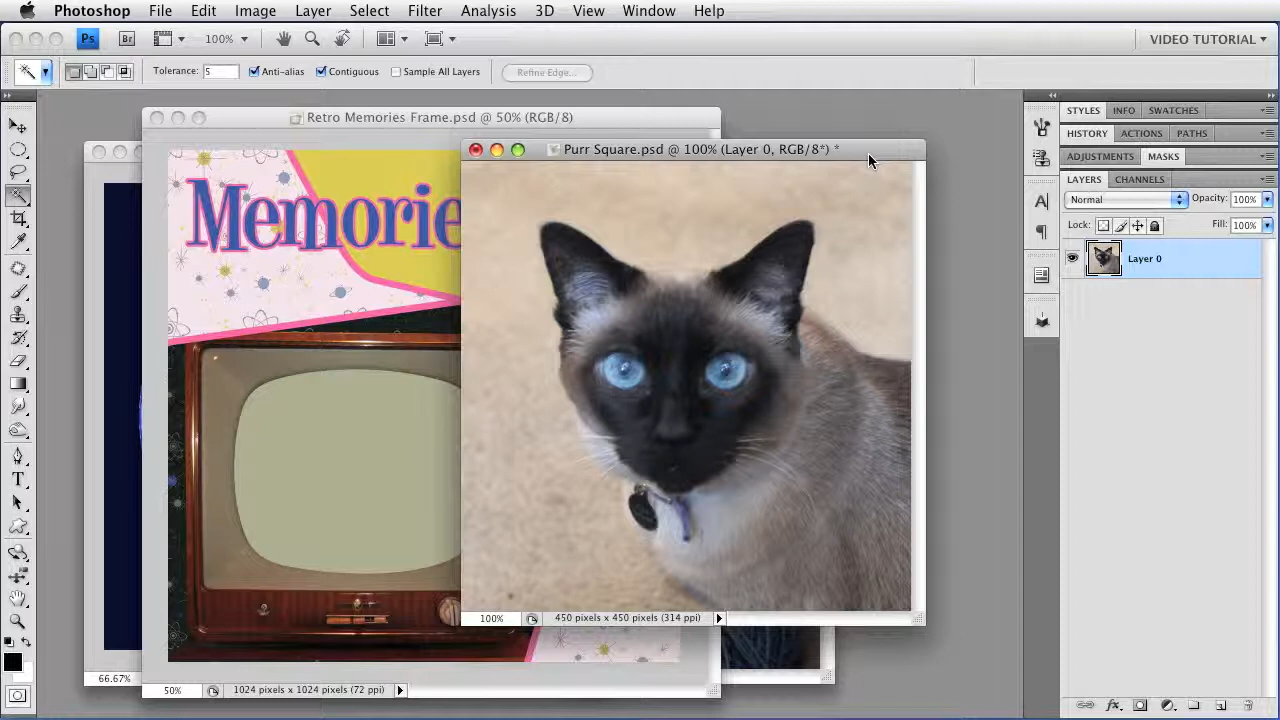 Photoshop File Edit Image Layer Select Filter Analysis 3D View Window Help
Ps Br 100% VIDEO TUTORIAL
Tolerance: 5 Anti-alias Contiguous Sample All Layers Refine Edge...
STYLES INFO SWATCHES
Retro Memories Frame.psd @ 50% (RGB/8)
HISTORY ACTIONS PATHS
Purr Square.psd @ 100% (Layer 0, RGB/8*) *
ADJUSTMENTS MASKS
LAYERS CHANNELS
Normal Opacity: 100%
Memorie
Lock: Fill: 100%
Layer 0
100% 450 pixels x 450 pixels (314 ppi)
66.67%
50% 1024 pixels x 1024 pixels (72 ppi)